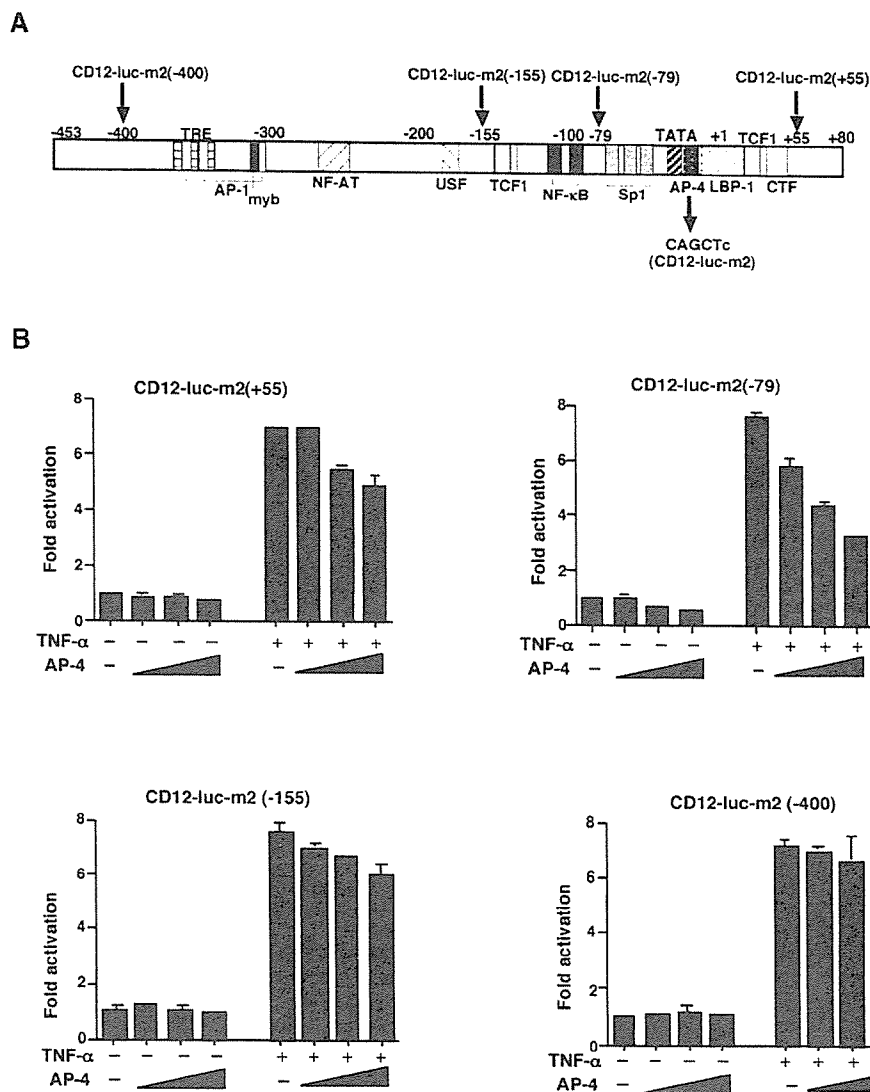 A
CD12-luc-m2(-400) CD12-luc-m2(-155) CD12-luc-m2(-79) CD12-luc-m2(+55)
-453 -400 TRE -300 -200 -155 -100 -79 TATA +1 TCF1 +55 +80
AP-1 myb NF-AT USF TCF1 NF-κB Sp1 AP-4 LBP-1 CTF
CAGCTc
(CD12-luc-m2)
B
CD12-luc-m2(+55)
Fold activation
8
6
4
2
0
TNF-α − − − − + + + +
AP-4 − −
CD12-luc-m2(-79)
Fold activation
8
6
4
2
0
TNF-α − − − − + + + +
AP-4 − −
CD12-luc-m2 (-155)
Fold activation
8
6
4
2
0
TNF-α − − − − + + + +
AP-4 − −
CD12-luc-m2 (-400)
Fold activation
8
6
4
2
0
TNF-α − − − − + + +
AP-4 − −